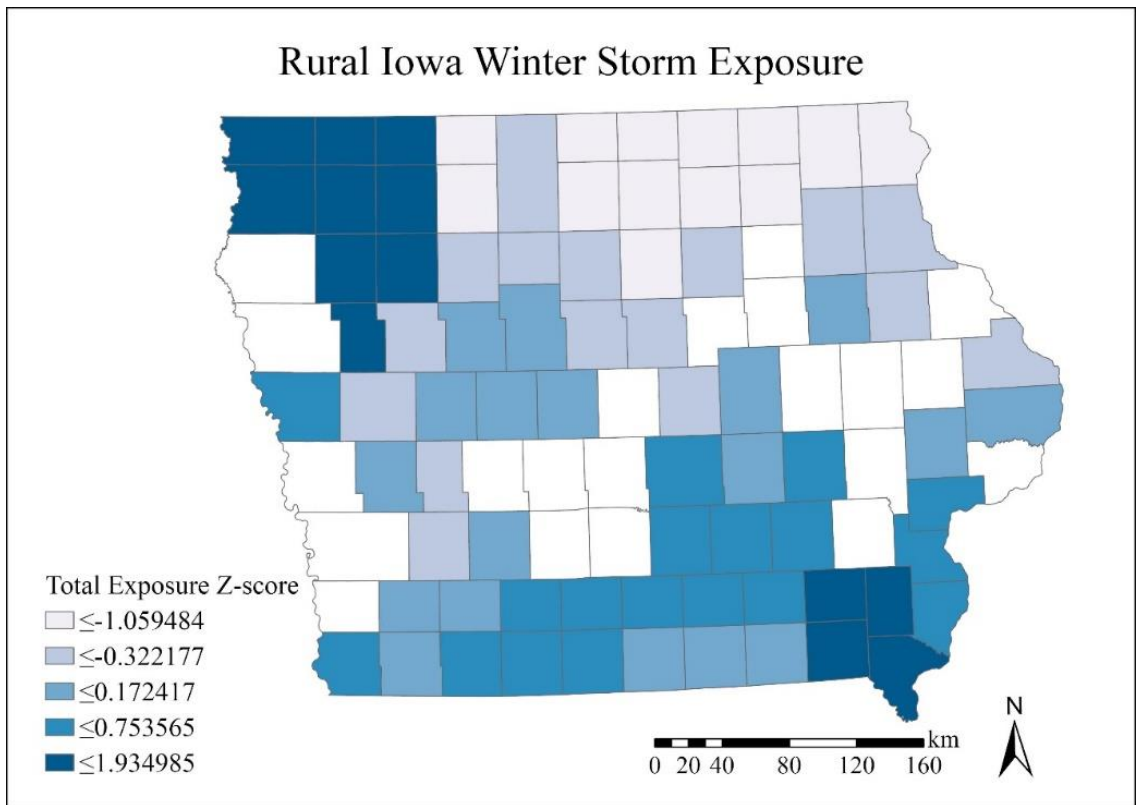 Rural Iowa Winter Storm Exposure
Total Exposure Z-score
≤-1.059484
≤-0.322177
≤0.172417
≤0.753565
≤1.934985
N
km
0 20 40 80 120 160